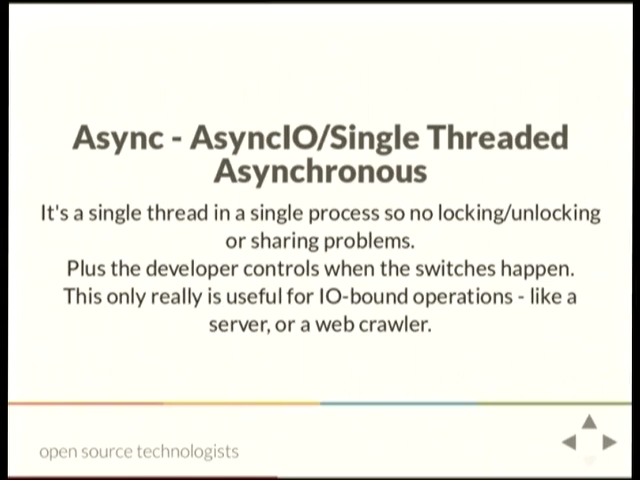 Async - AsyncIO/Single Threaded
Asynchronous
It's a single thread in a single process so no locking/unlocking
or sharing problems.
Plus the developer controls when the switches happen.
This only really is useful for IO-bound operations - like a
server, or a web crawler.
open source technologists